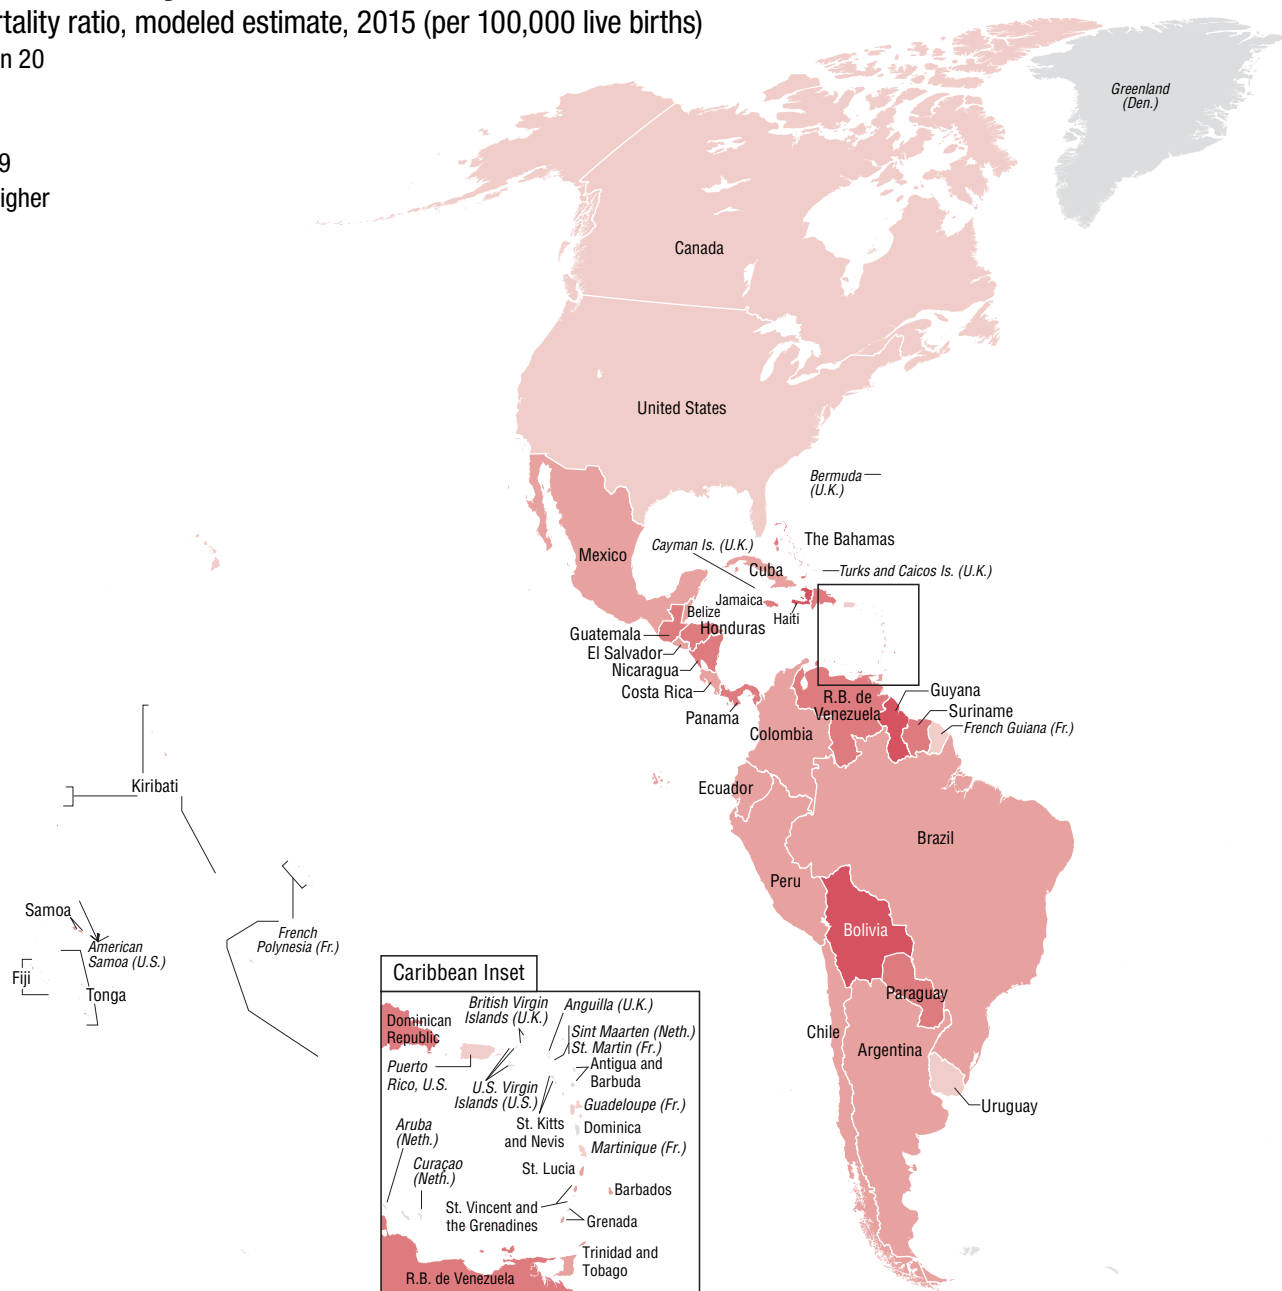 tality ratio, modeled estimate, 2015 (per 100,000 live births)
n 20
9
igher
Greenland
(Den.)
Canada
United States
Bermuda
(U.K.)
The Bahamas
Cayman Is. (U.K.)
Mexico
Cuba
Turks and Caicos Is. (U.K.)
Jamaica
Belize
Haiti
Honduras
Guatemala
El Salvador
Nicaragua
Costa Rica
Panama
R.B. de
Venezuela
Guyana
Suriname
French Guiana (Fr.)
Colombia
Ecuador
Kiribati
Brazil
Peru
Samoa
American
Samoa (U.S.)
French
Polynesia (Fr.)
Bolivia
Fiji
Tonga
Paraguay
Chile
Argentina
Uruguay
Caribbean Inset
Dominican
Republic
British Virgin
Islands (U.K.)
Anguilla (U.K.)
Sint Maarten (Neth.)
St. Martin (Fr.)
Antigua and
Barbuda
Puerto
Rico, U.S.
U.S. Virgin
Islands (U.S.)
Guadeloupe (Fr.)
St. Kitts
and Nevis
Dominica
Martinique (Fr.)
Aruba
(Neth.)
Curaçao
(Neth.)
St. Lucia
Barbados
St. Vincent and
the Grenadines
Grenada
Trinidad and
Tobago
R.B. de Venezuela